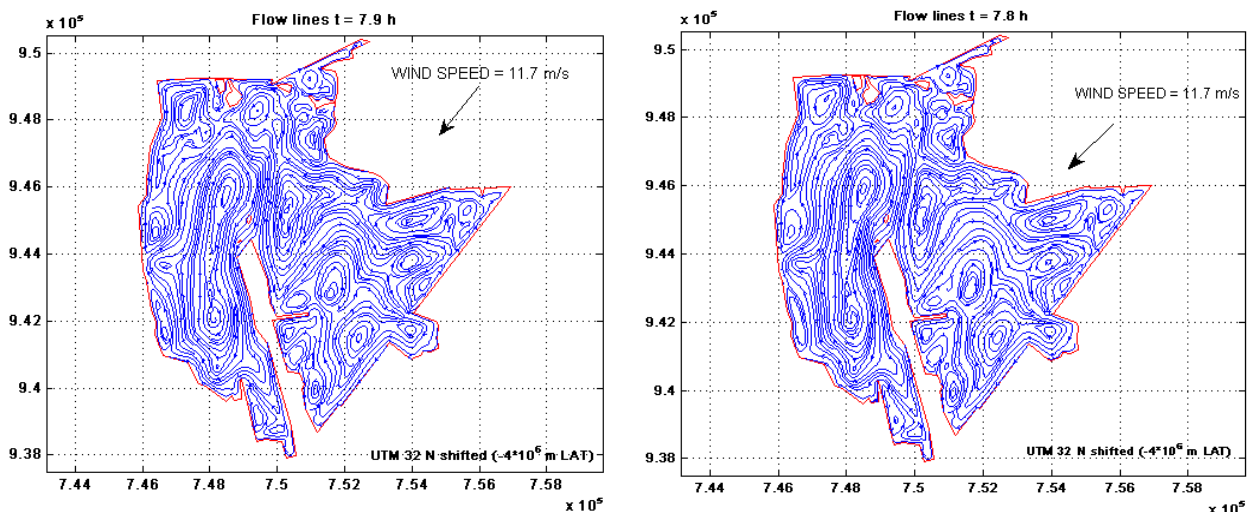 Flow lines t = 7.9 h
x 10⁵
9.5
9.48
9.46
9.44
9.42
9.4
9.38
WIND SPEED = 11.7 m/s
UTM 32 N shifted (-4*10⁶ m LAT)
7.44 7.46 7.48 7.5 7.52 7.54 7.56 7.58
x 10⁵
Flow lines t = 7.8 h
x 10⁵
9.5
9.48
9.46
9.44
9.42
9.4
9.38
WIND SPEED = 11.7 m/s
UTM 32 N shifted (-4*10⁶ m LAT)
7.44 7.46 7.48 7.5 7.52 7.54 7.56 7.58
x 10⁵